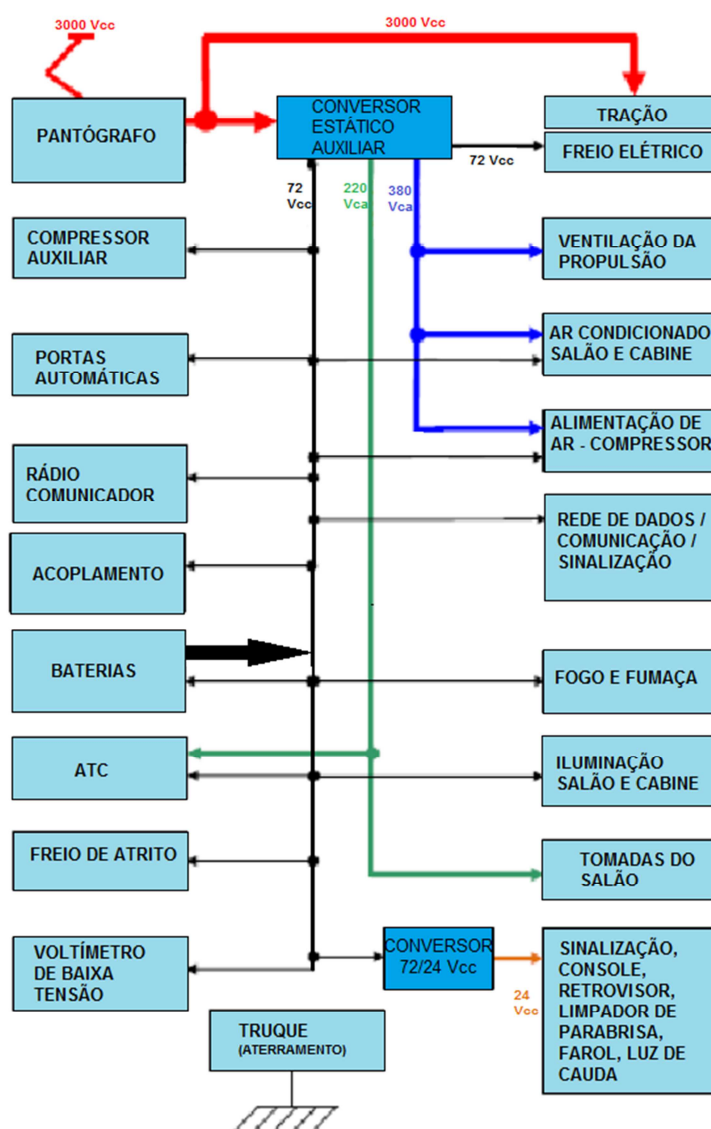 3000 Vcc
3000 Vcc
PANTÓGRAFO
CONVERSOR
ESTÁTICO
AUXILIAR
TRAÇÃO
FREIO ELÉTRICO
72 Vcc
72
Vcc
220
Vca
380
Vca
COMPRESSOR
AUXILIAR
VENTILAÇÃO DA
PROPULSÃO
PORTAS
AUTOMÁTICAS
AR CONDICIONADO
SALÃO E CABINE
ALIMENTAÇÃO DE
AR - COMPRESSOR
RÁDIO
COMUNICADOR
REDE DE DADOS /
COMUNICAÇÃO /
SINALIZAÇÃO
ACOPLAMENTO
BATERIAS
FOGO E FUMAÇA
ATC
ILUMINAÇÃO
SALÃO E CABINE
FREIO DE ATRITO
TOMADAS DO
SALÃO
VOLTÍMETRO
DE BAIXA
TENSÃO
CONVERSOR
72/24 Vcc
24
Vcc
SINALIZAÇÃO,
CONSOLE,
RETROVISOR,
LIMPADOR DE
PARABRISA,
FAROL, LUZ DE
CAUDA
TRUQUE
(ATERRAMENTO)